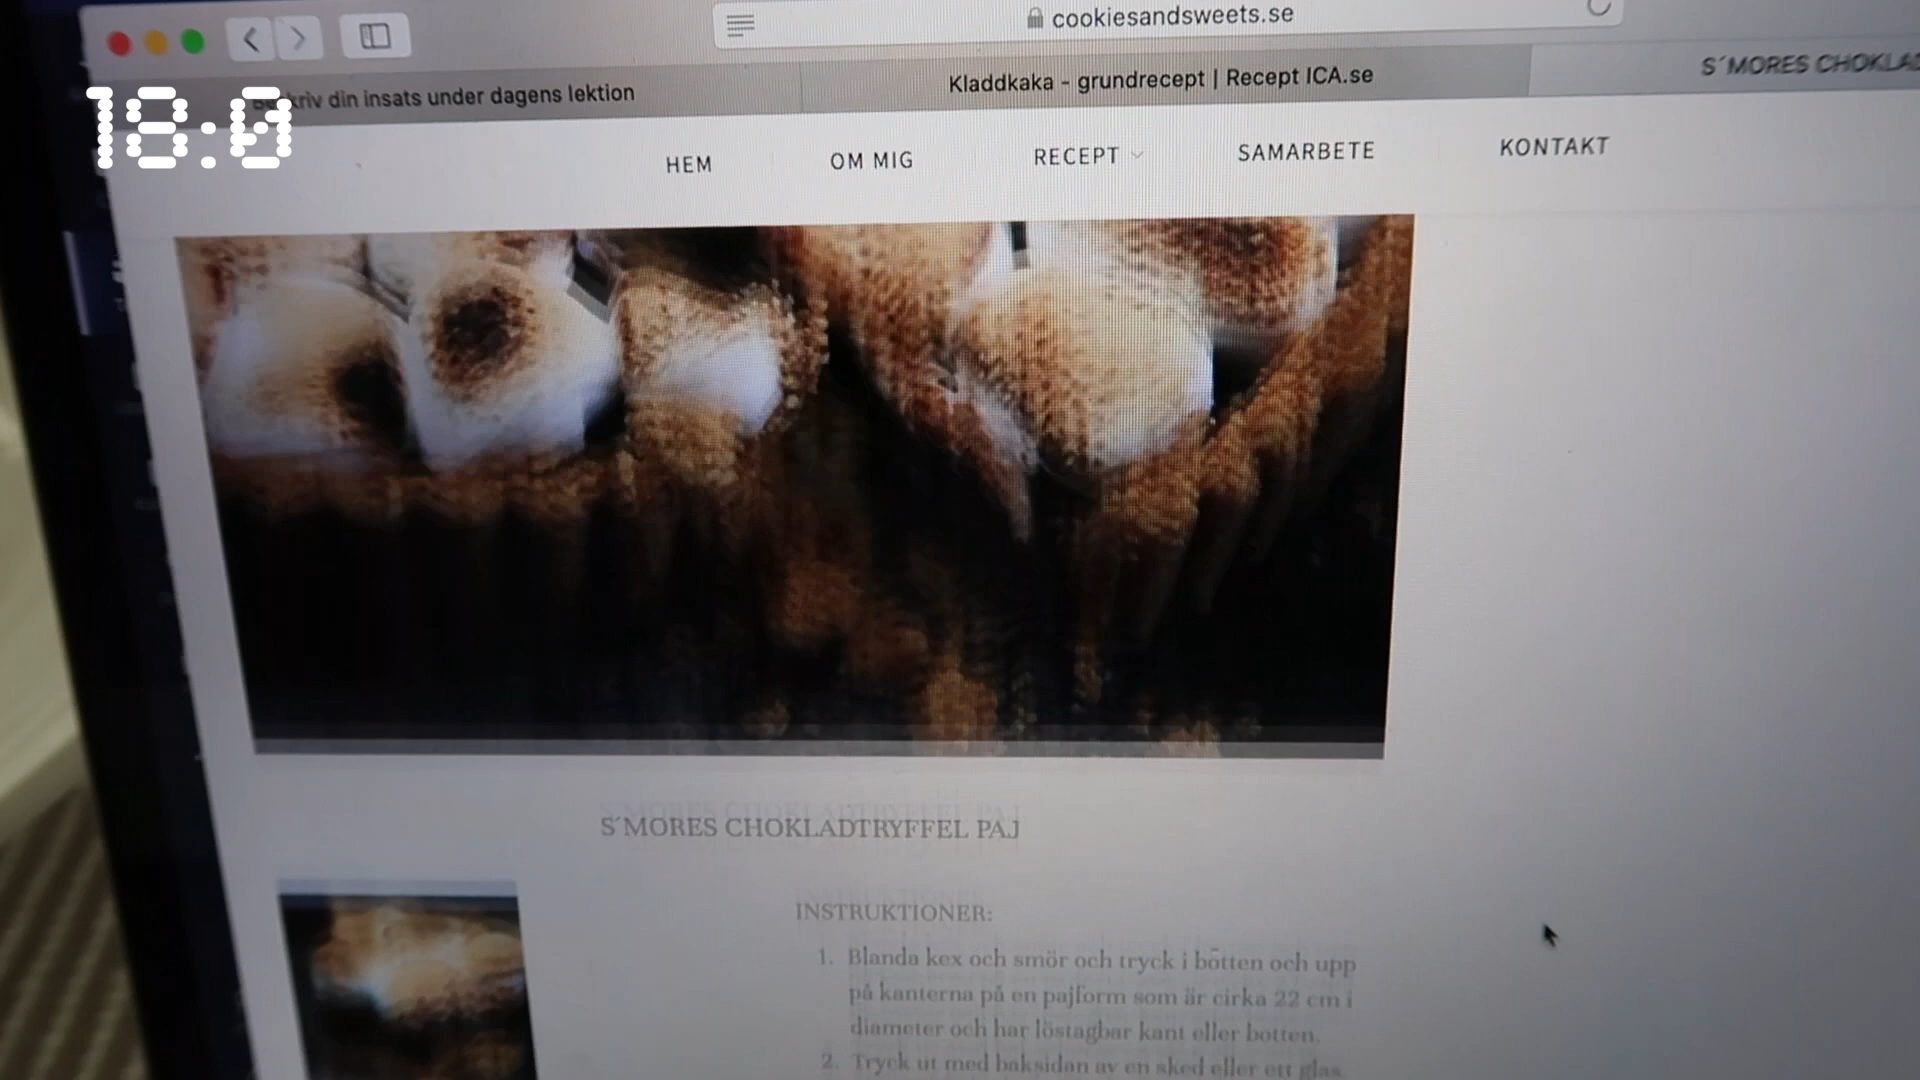 cookiesandsweets.se
kriv din insats under dagens lektion
Kladdkaka - grundrecept | Recept ICA.se
S´MORES CHOKLAD
18:0
HEM
OM MIG
RECEPT
SAMARBETE
KONTAKT
S´MORES CHOKLADTRYFFEL PAJ
INSTRUKTIONER:
1. Blanda kex och smör och tryck i botten och upp
på kanterna på en pajform som är cirka 22 cm i
diameter och har löstagbar kant eller botten.
2. Tryck ut med baksidan av en sked eller ett glas